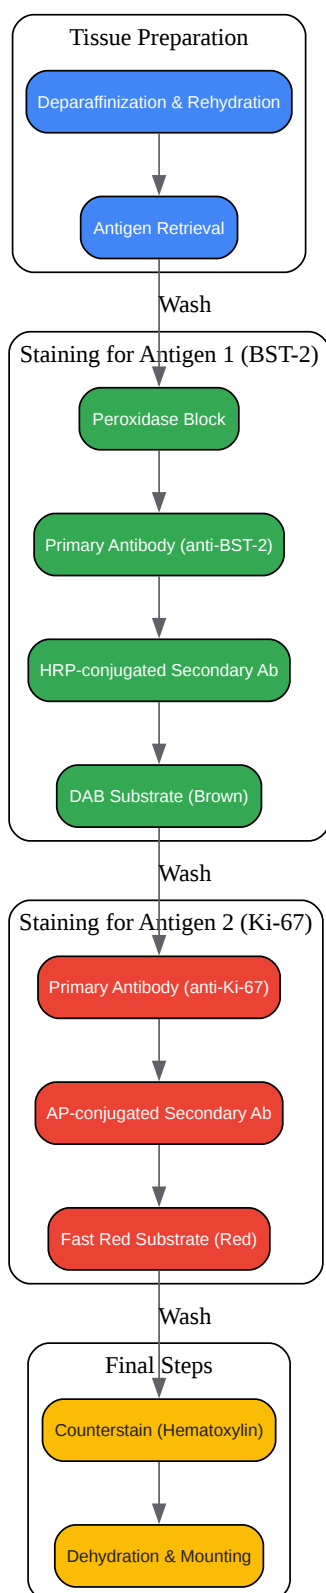 Tissue Preparation
Deparaffinization & Rehydration
Antigen Retrieval
Wash
Staining for Antigen 1 (BST-2)
Peroxidase Block
Primary Antibody (anti-BST-2)
HRP-conjugated Secondary Ab
DAB Substrate (Brown)
Wash
Staining for Antigen 2 (Ki-67)
Primary Antibody (anti-Ki-67)
AP-conjugated Secondary Ab
Fast Red Substrate (Red)
Wash
Final Steps
Counterstain (Hematoxylin)
Dehydration & Mounting